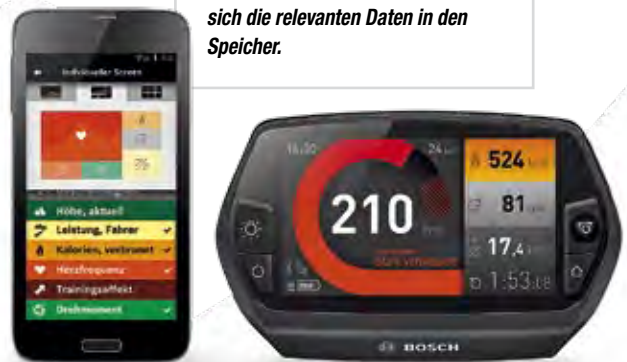 sich die relevanten Daten in den
Speicher.
Individueller Screen
Höhe, aktuell
Leistung, Fahrer
Kalorien, verbrannt
Herzfrequenz
Trainingseffekt
Drehmoment
16:30
24
210
524
81
17,4
1:53:08
BOSCH